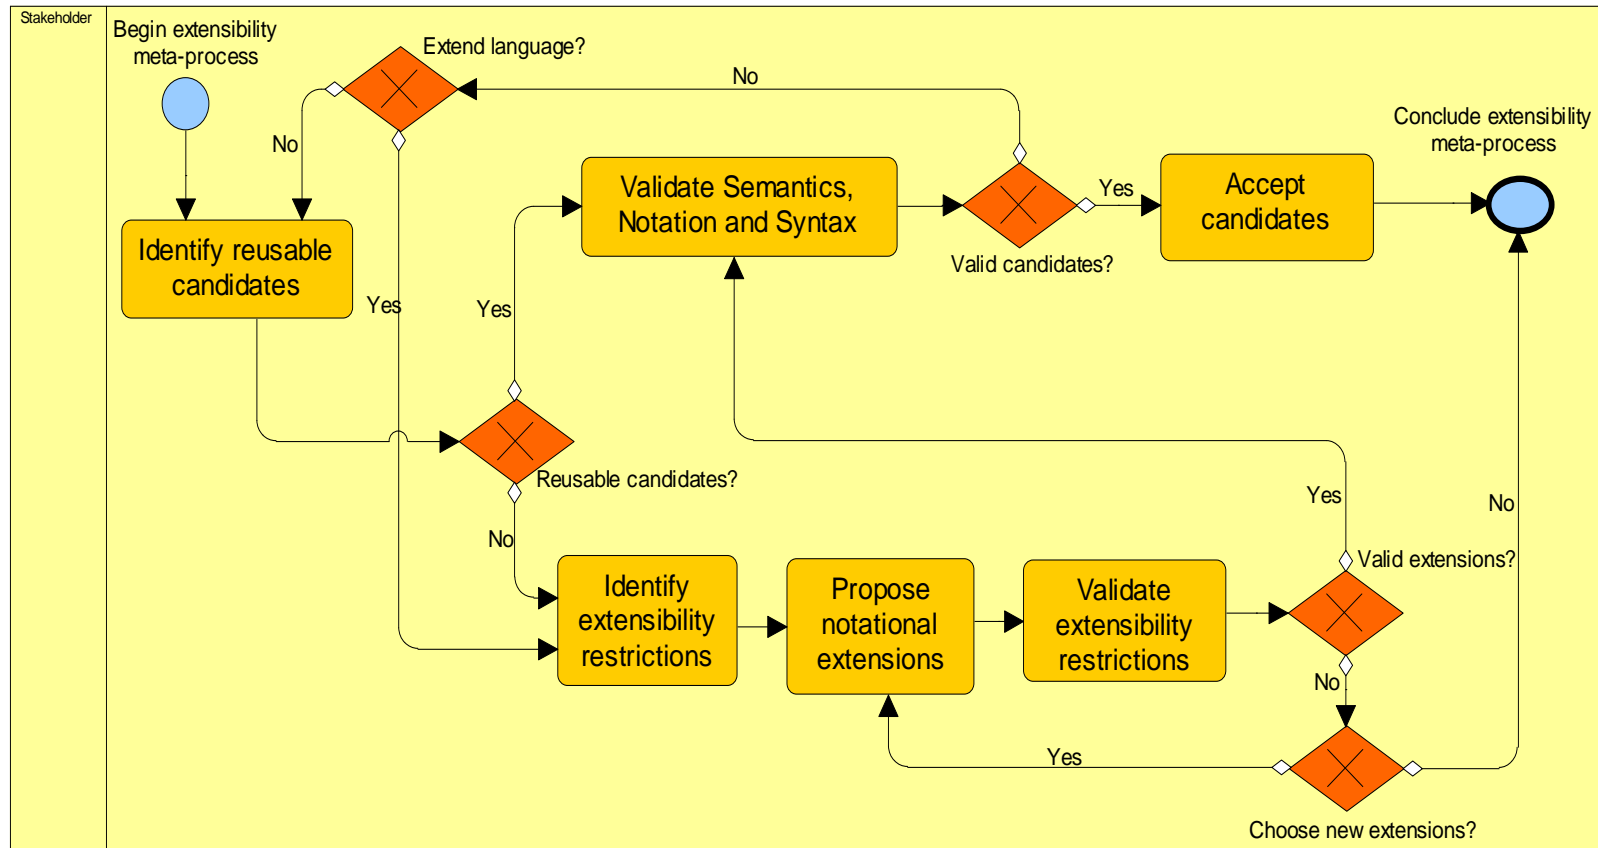 Stakeholder
Begin extensibility
meta-process
Extend language?
No
No
Conclude extensibility
meta-process
Validate Semantics,
Notation and Syntax
Yes
Accept
candidates
Identify reusable
candidates
Valid candidates?
Yes
Yes
Reusable candidates?
Yes
No
No
Valid extensions?
Identify
extensibility
restrictions
Propose
notational
extensions
Validate
extensibility
restrictions
No
Yes
Choose new extensions?